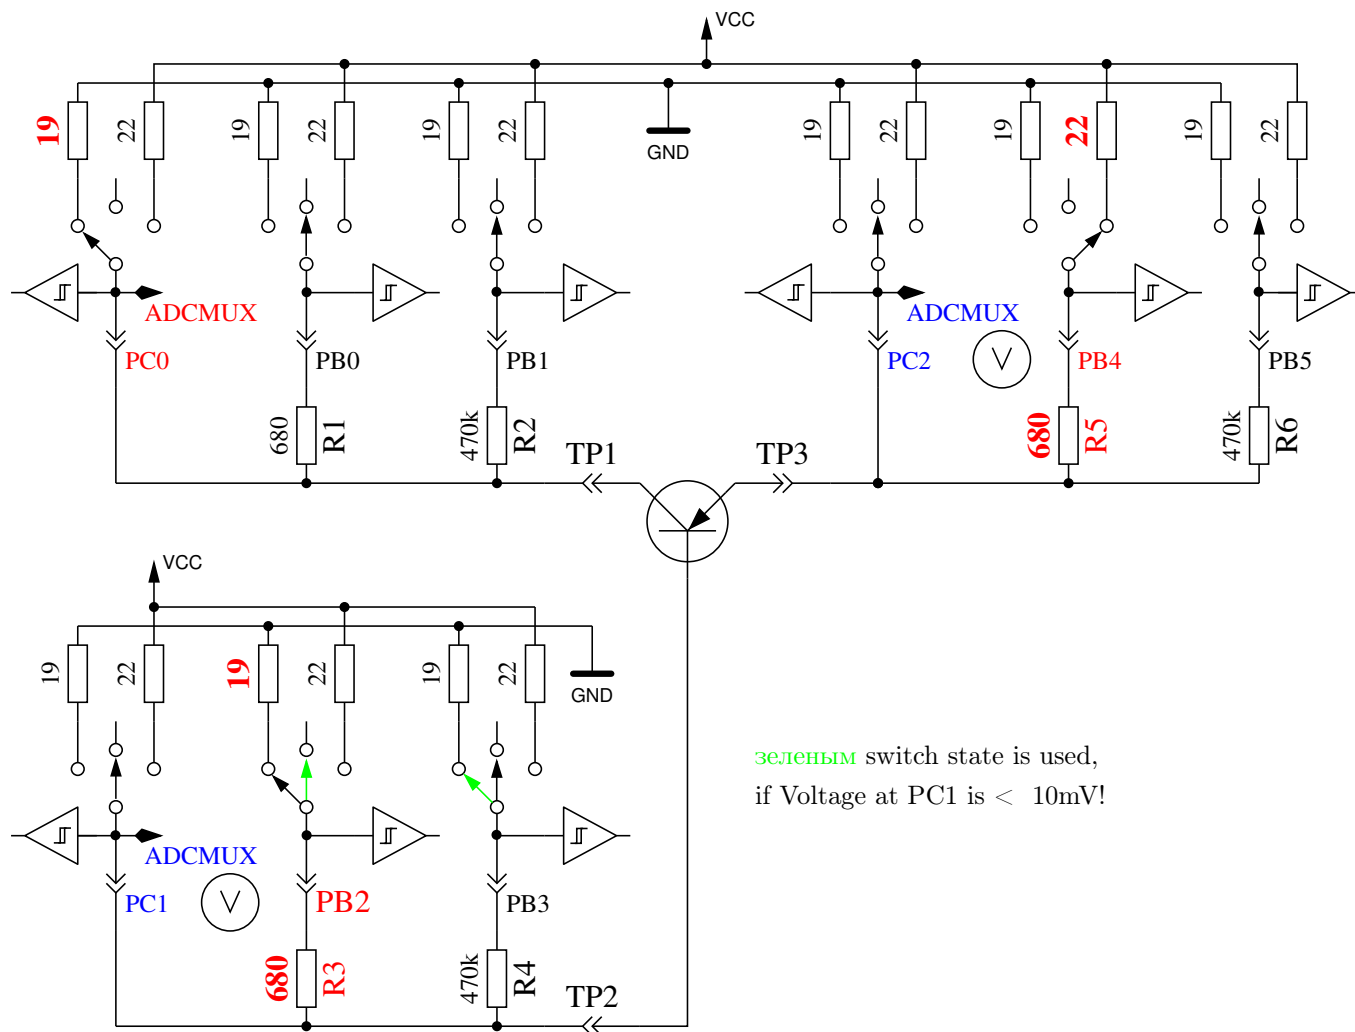 VCC
19 22 19 22 19 22 19 22 19 22 19 22
GND
ADCMUX ADCMUX
PC0 PB0 PB1 PC2 V PB4 PB5
680 R1 470k R2 680 R5 470k R6
TP1 TP3
VCC
19 22 19 22 19 22
GND
зеленым switch state is used,
if Voltage at PC1 is < 10mV!
ADCMUX
PC1 V PB2 PB3
680 R3 470k R4
TP2